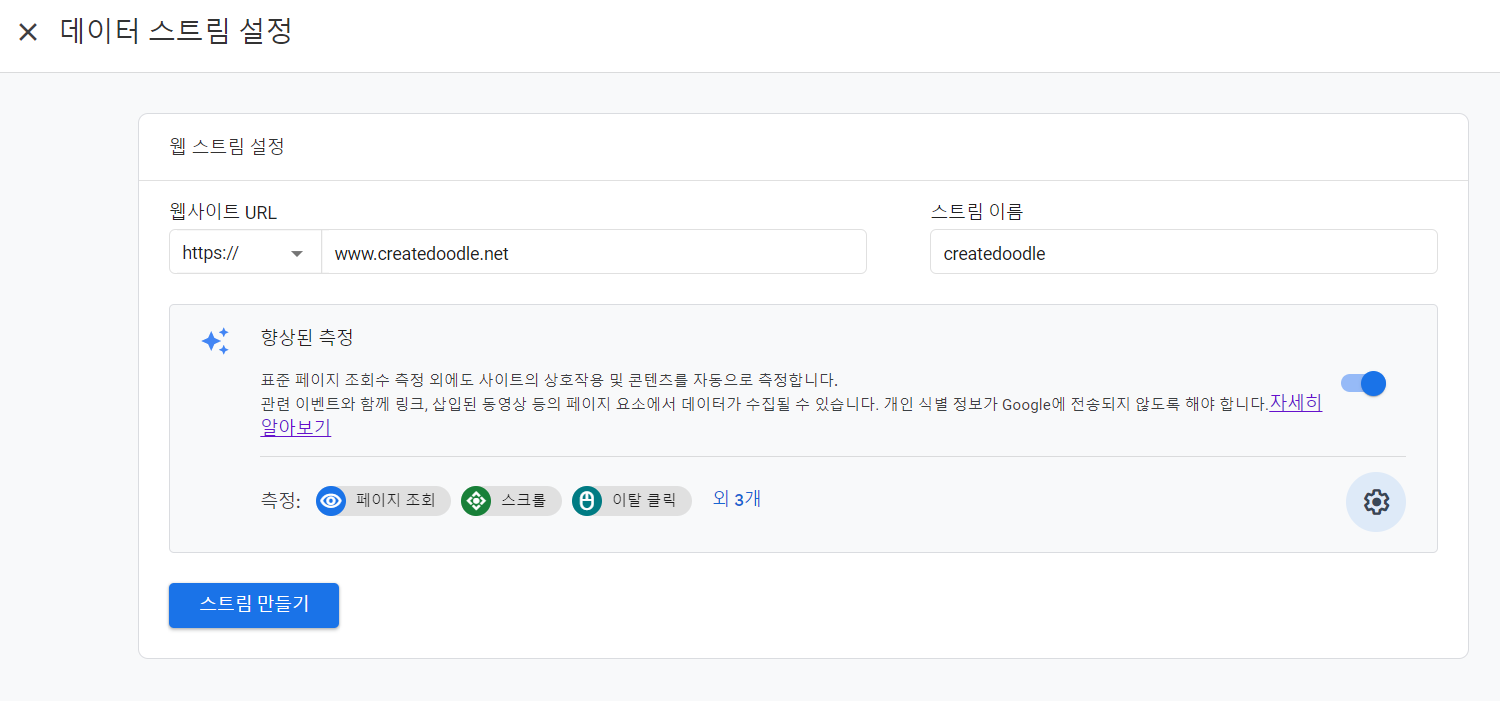 데이터 스트림 설정
웹 스트림 설정
웹사이트 URL
스트림 이름
https://
www.createdoodle.net
createdoodle
향상된 측정
표준 페이지 조회수 측정 외에도 사이트의 상호작용 및 콘텐츠를 자동으로 측정합니다.
관련 이벤트와 함께 링크, 삽입된 동영상 등의 페이지 요소에서 데이터가 수집될 수 있습니다. 개인 식별 정보가 Google에 전송되지 않도록 해야 합니다.자세히
알아보기
측정: 페이지 조회 스크롤 이탈 클릭 외 3개
스트림 만들기